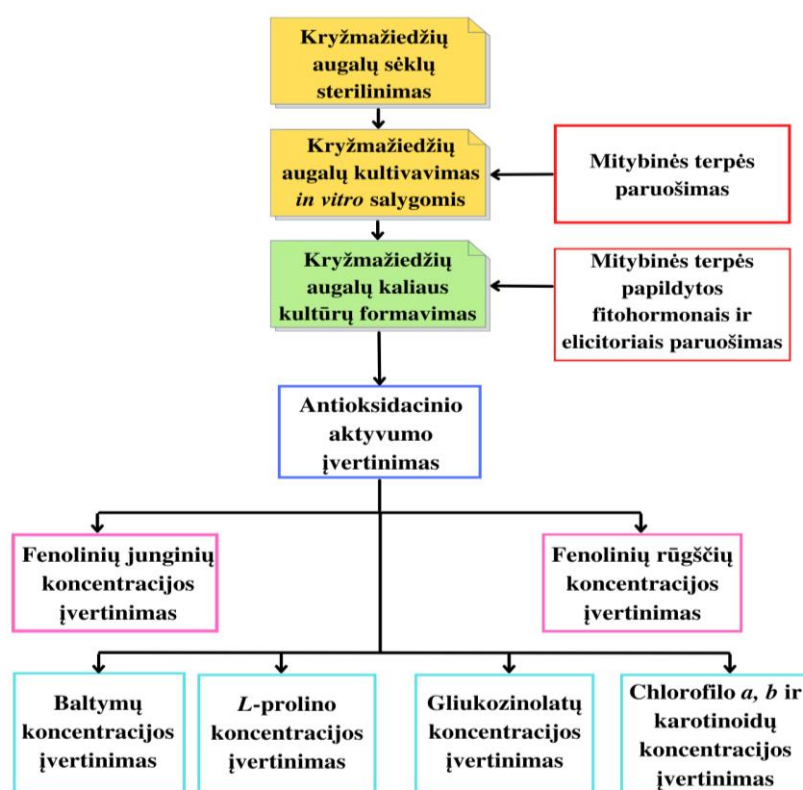 Kryžmažiedžių
augalų sėklų
sterilinimas
Kryžmažiedžių
augalų kultivavimas
in vitro salygomis
Mitybinės terpės
paruošimas
Kryžmažiedžių
augalų kaliaus
kultūrų formavimas
Mitybinės terpės
papildytos
fitohormonais ir
elicitoriais paruošimas
Antioksidacinio
aktyvumo
įvertinimas
Fenolinių junginių
koncentracijos
įvertinimas
Fenolinių rūgščių
koncentracijos
įvertinimas
Baltymų
koncentracijos
įvertinimas
L-prolino
koncentracijos
įvertinimas
Gliukozinolatų
koncentracijos
įvertinimas
Chlorofilo a, b ir
karotinoidų
koncentracijos
įvertinimas